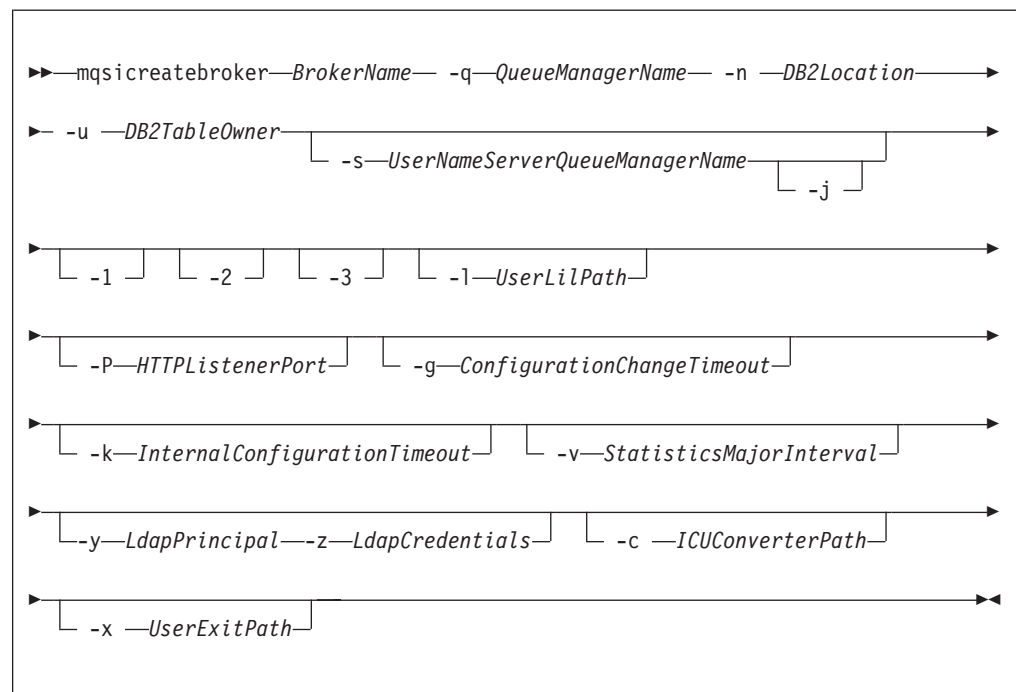 mqsicreatebroker BrokerName -q QueueManagerName -n DB2Location
-u DB2TableOwner
-s UserNameServerQueueManagerName
-j
-1 -2 -3 -l UserLilPath
-P HTTPListenerPort -g ConfigurationChangeTimeout
-k InternalConfigurationTimeout -v StatisticsMajorInterval
-y LdapPrincipal -z LdapCredentials -c ICUConverterPath
-x UserExitPath